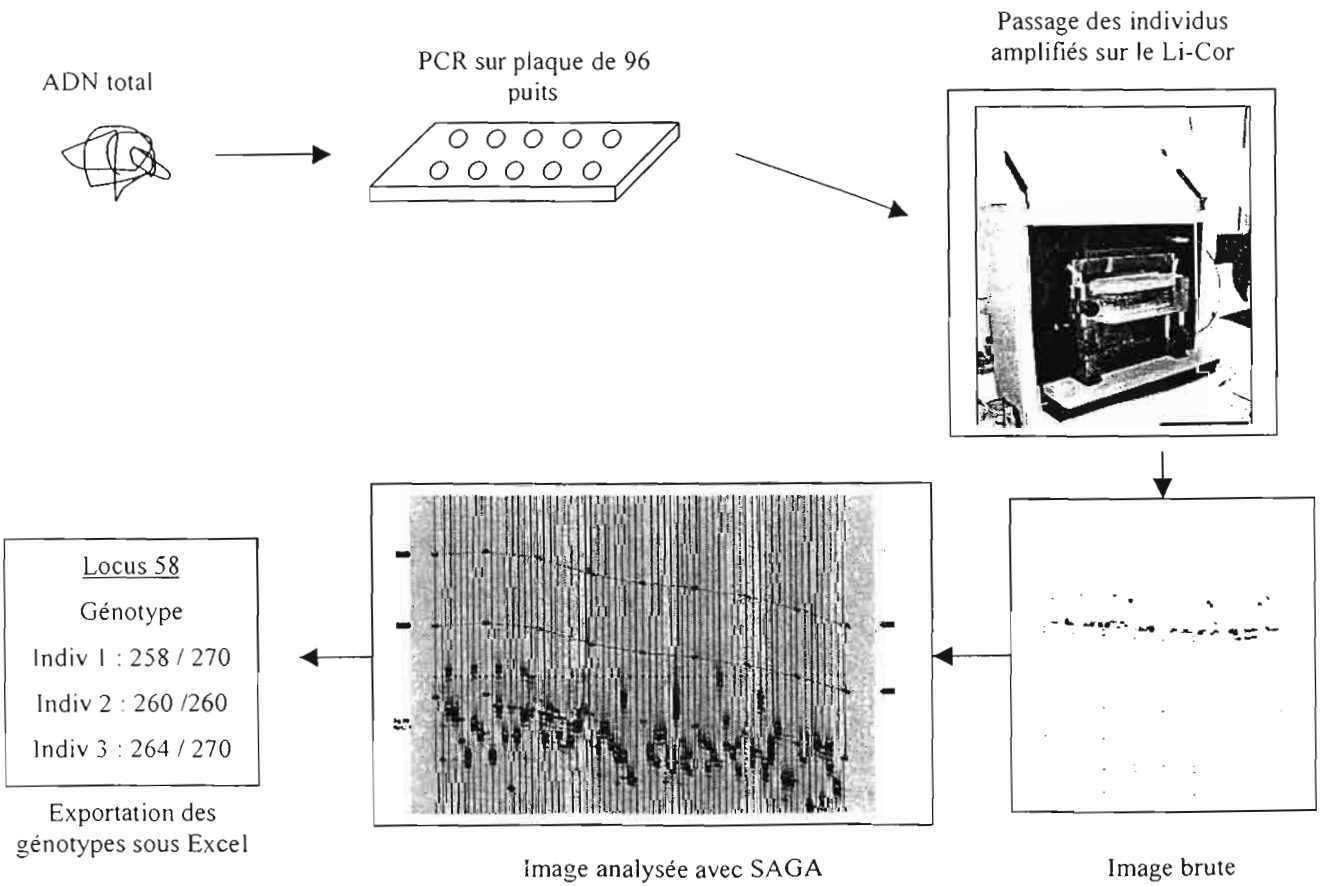 ADN total
PCR sur plaque de 96
puits
Passage des individus
amplifiés sur le Li-Cor
Locus 58
Génotype
Indiv 1 : 258 / 270
Indiv 2 : 260 /260
Indiv 3 : 264 / 270
Exportation des
génotypes sous Excel
Image analysée avec SAGA
Image brute